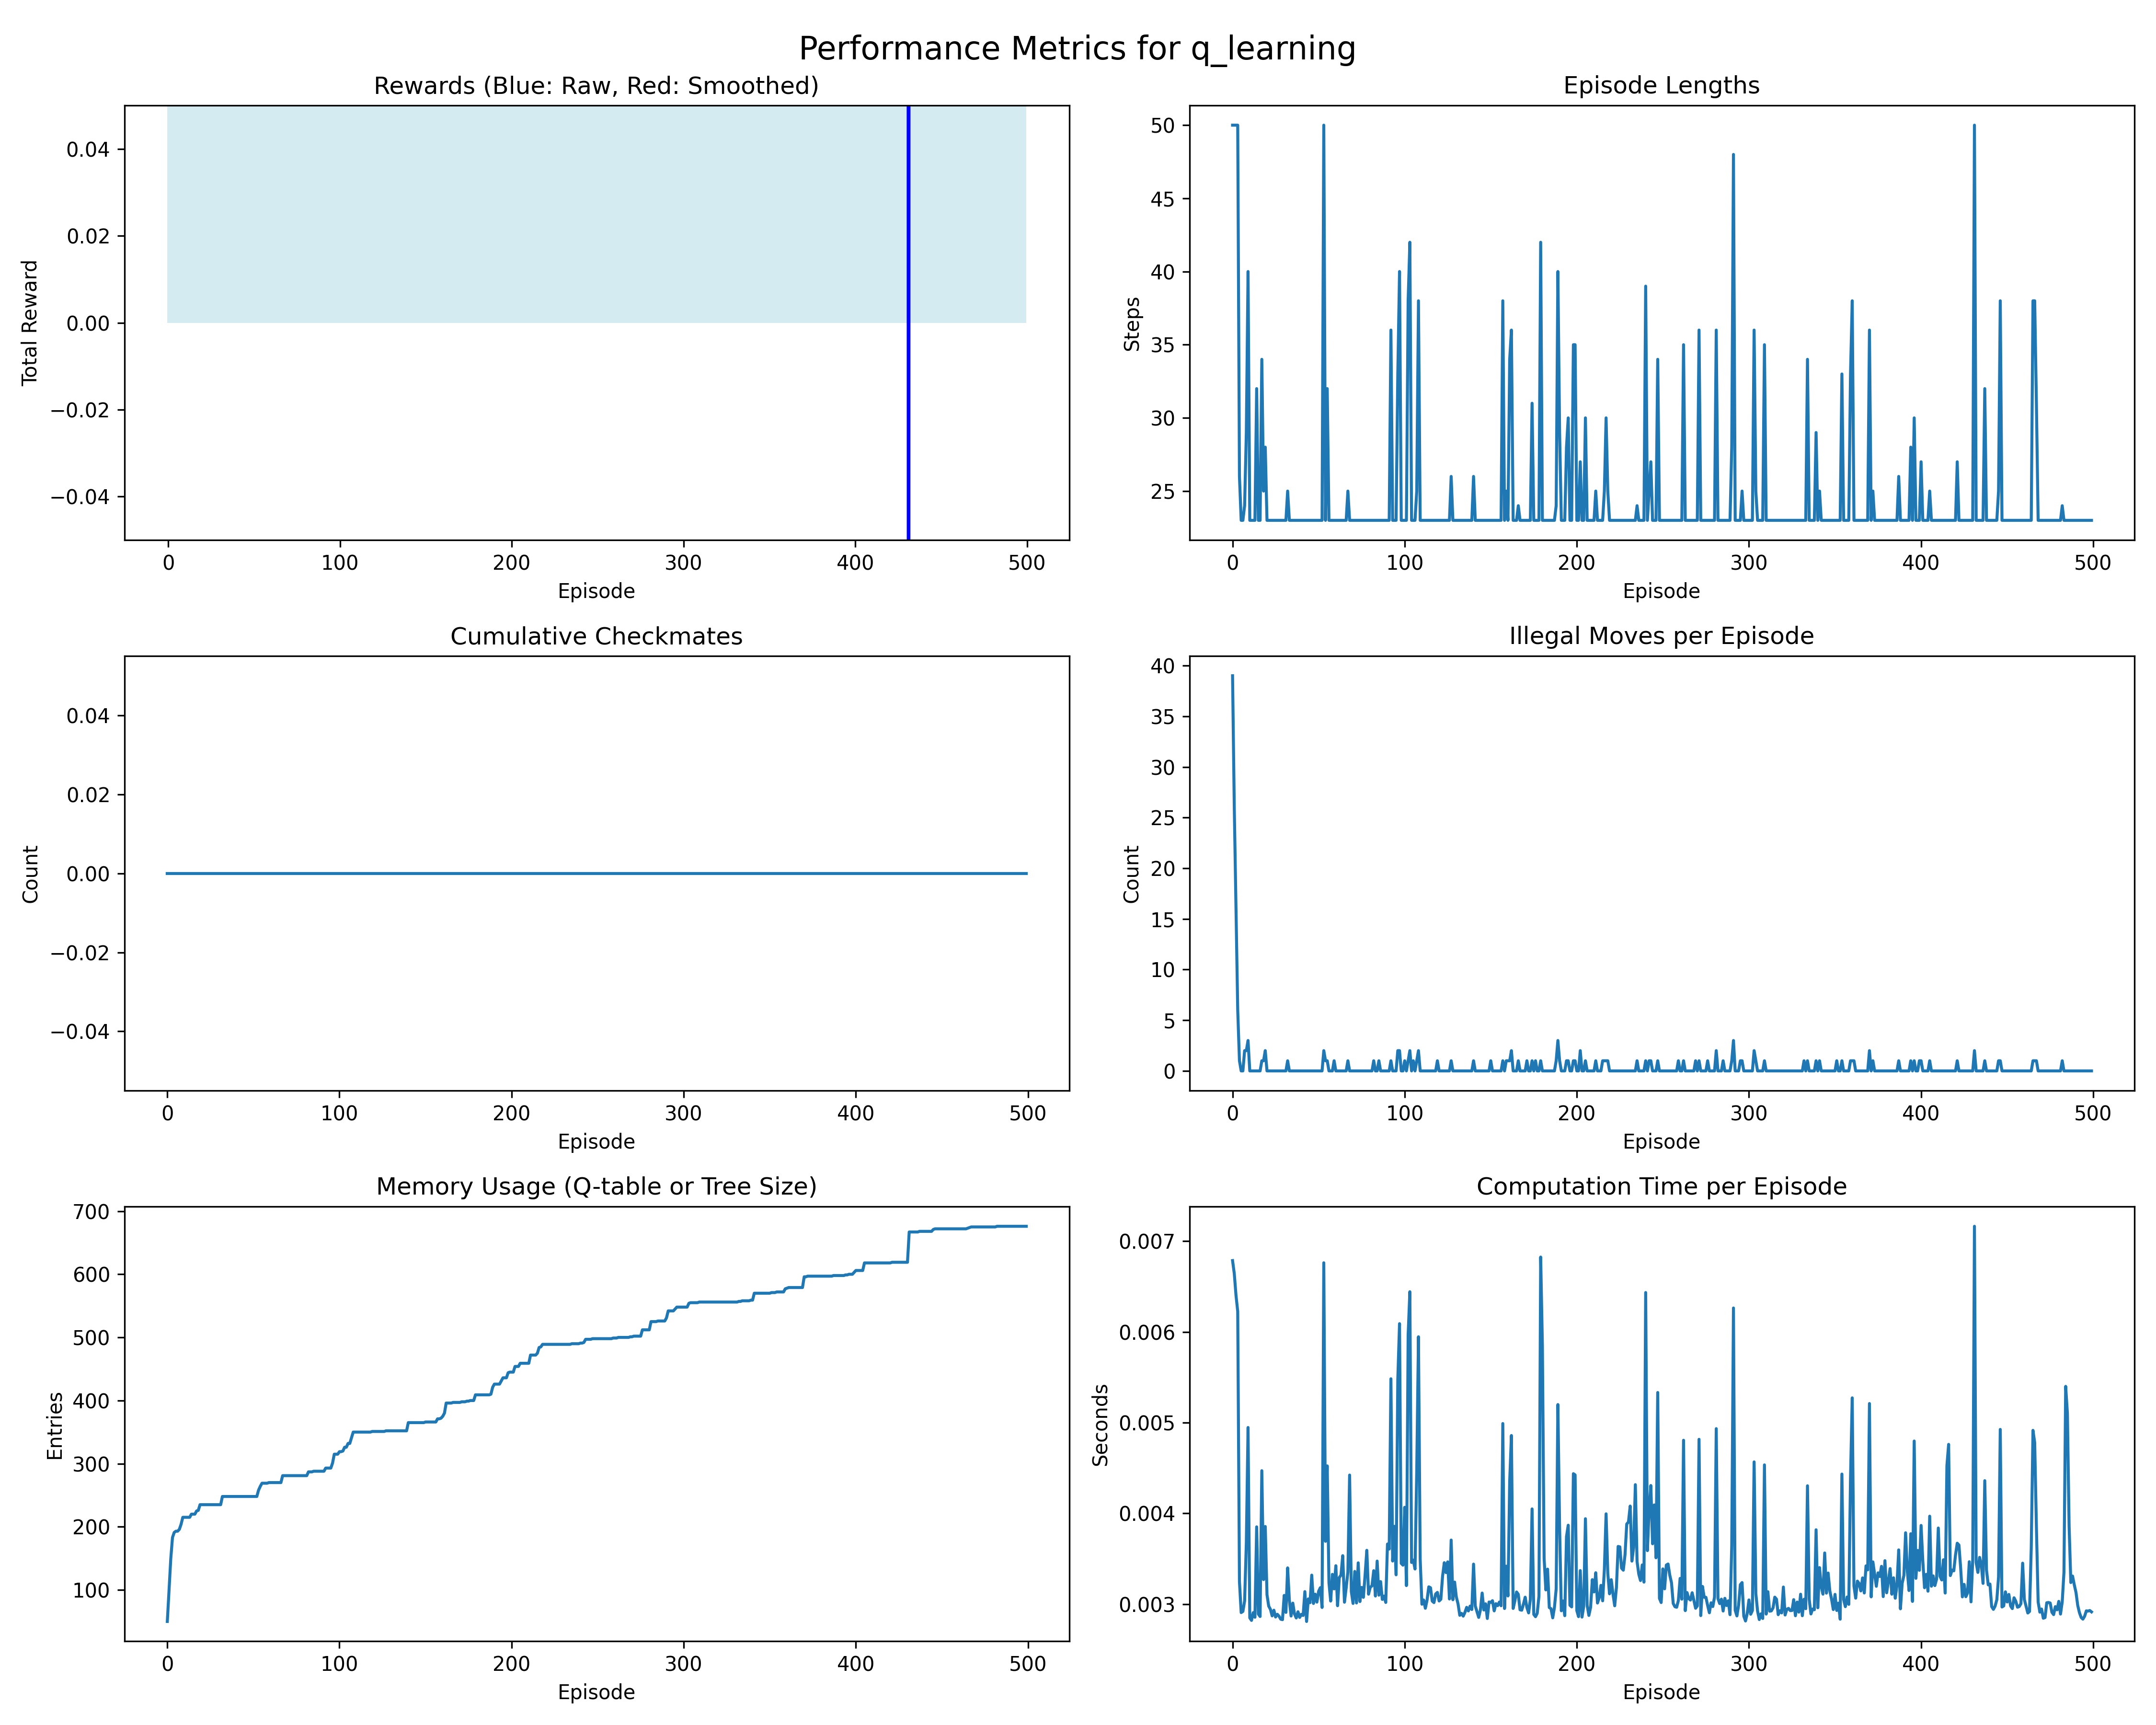 Performance Metrics for q_learning
Rewards (Blue: Raw, Red: Smoothed)
Total Reward
0.04
0.02
0.00
−0.02
−0.04
0 100 200 300 400 500
Episode
Episode Lengths
Steps
50
45
40
35
30
25
0 100 200 300 400 500
Episode
Cumulative Checkmates
Count
0.04
0.02
0.00
−0.02
−0.04
0 100 200 300 400 500
Episode
Illegal Moves per Episode
Count
40
35
30
25
20
15
10
5
0
0 100 200 300 400 500
Episode
Memory Usage (Q-table or Tree Size)
Entries
700
600
500
400
300
200
100
0 100 200 300 400 500
Episode
Computation Time per Episode
Seconds
0.007
0.006
0.005
0.004
0.003
0 100 200 300 400 500
Episode